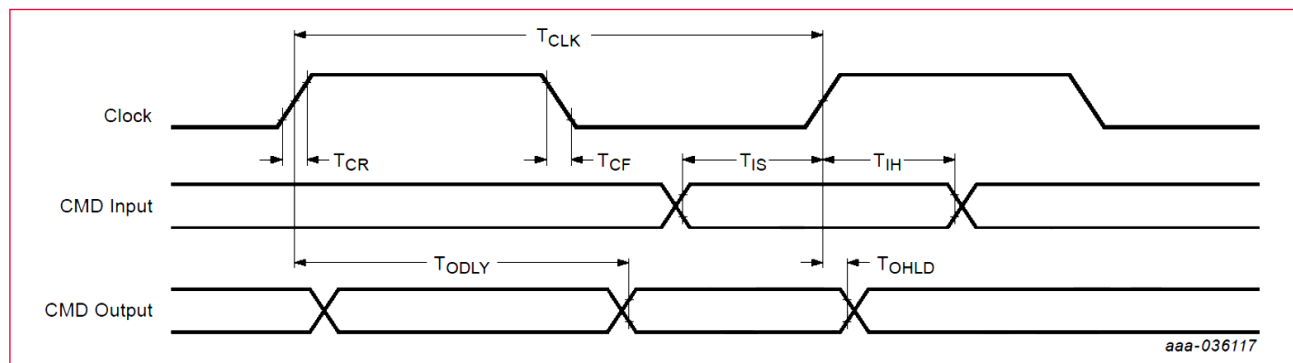 TCLK
Clock
TCR
TCF
TIS
TIH
CMD Input
TODLY
TOHLD
CMD Output
aaa-036117